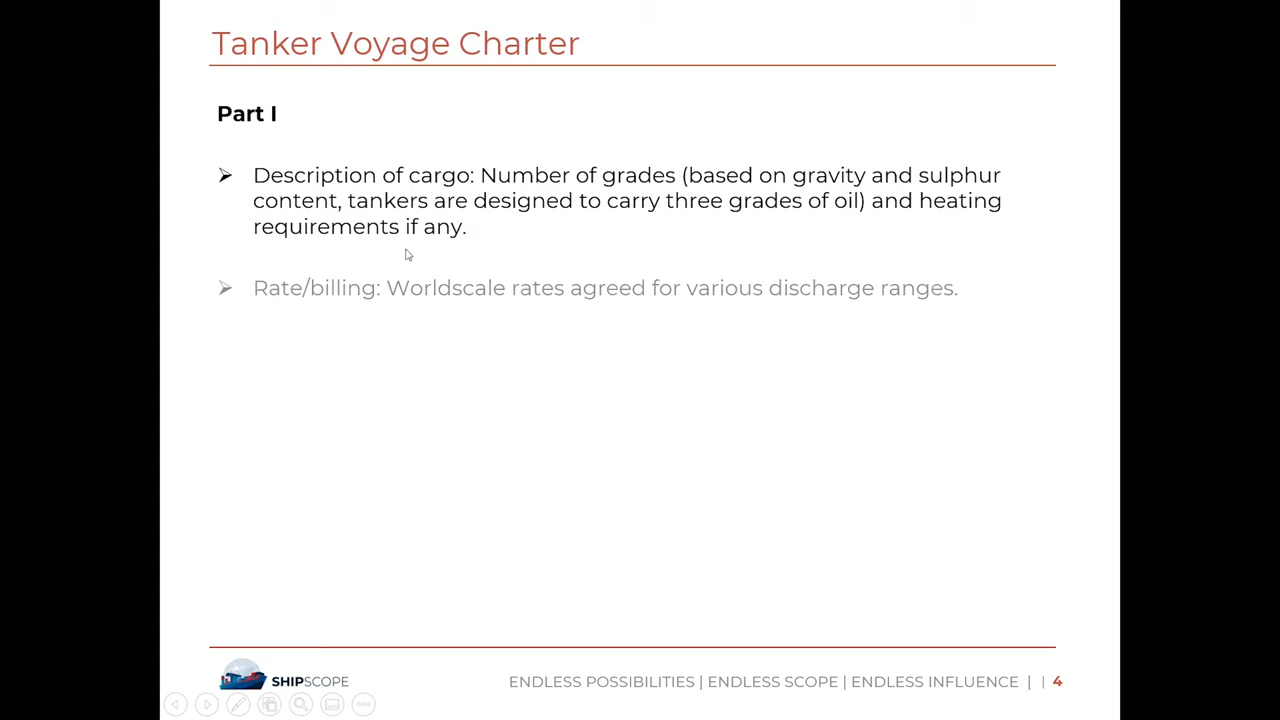 Tanker Voyage Charter
Part I
Description of cargo: Number of grades (based on gravity and sulphur
content, tankers are designed to carry three grades of oil) and heating
requirements if any.
Rate/billing: Worldscale rates agreed for various discharge ranges.
SHIPSCOPE
ENDLESS POSSIBILITIES | ENDLESS SCOPE | ENDLESS INFLUENCE | | 4